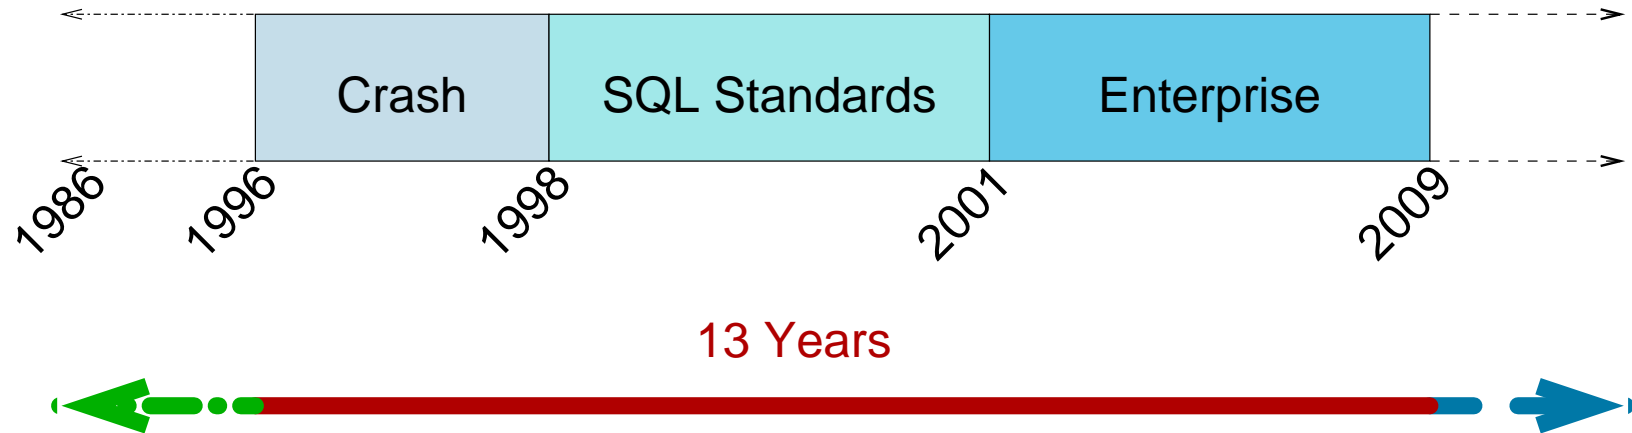 Crash SQL Standards Enterprise
1986 1996 1998 2001 2009
13 Years